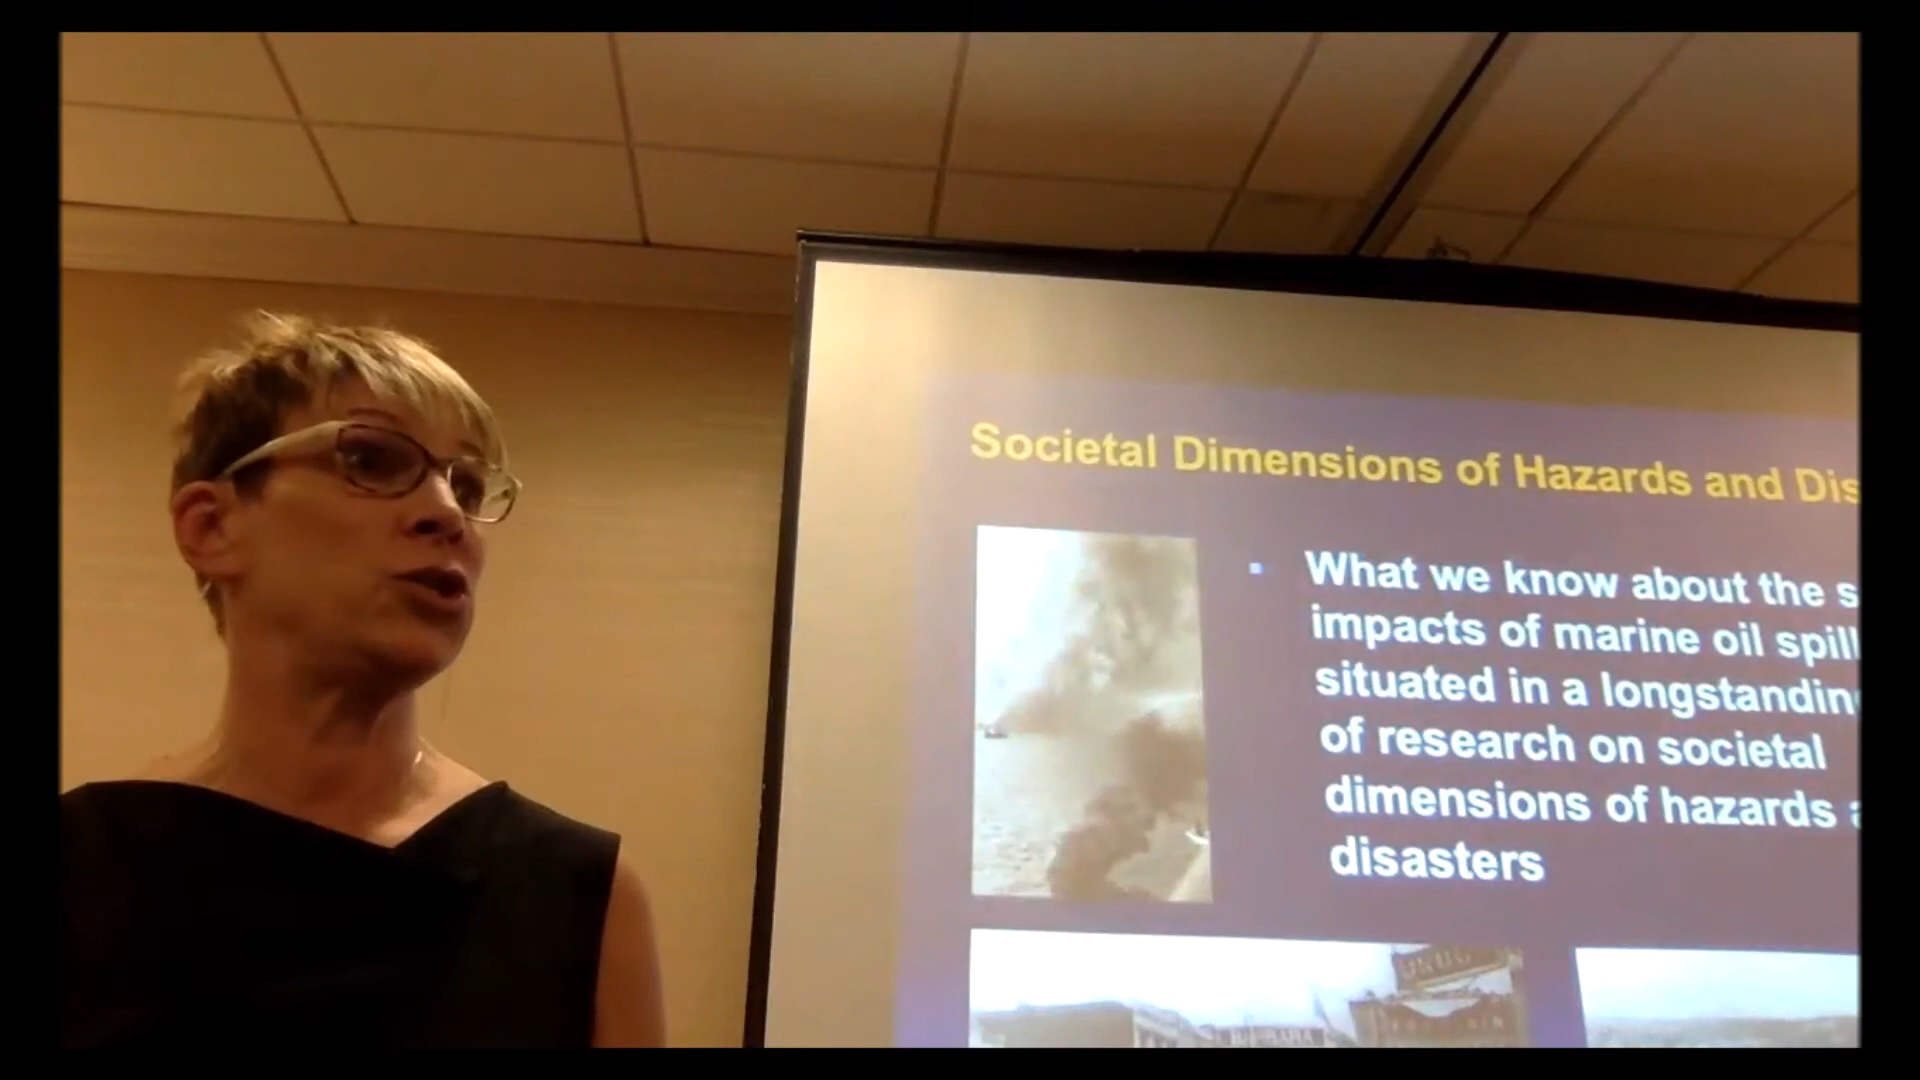 Societal Dimensions of Hazards and Dis
What we know about the s
impacts of marine oil spill
situated in a longstandin
of research on societal
dimensions of hazards a
disasters
DRUG